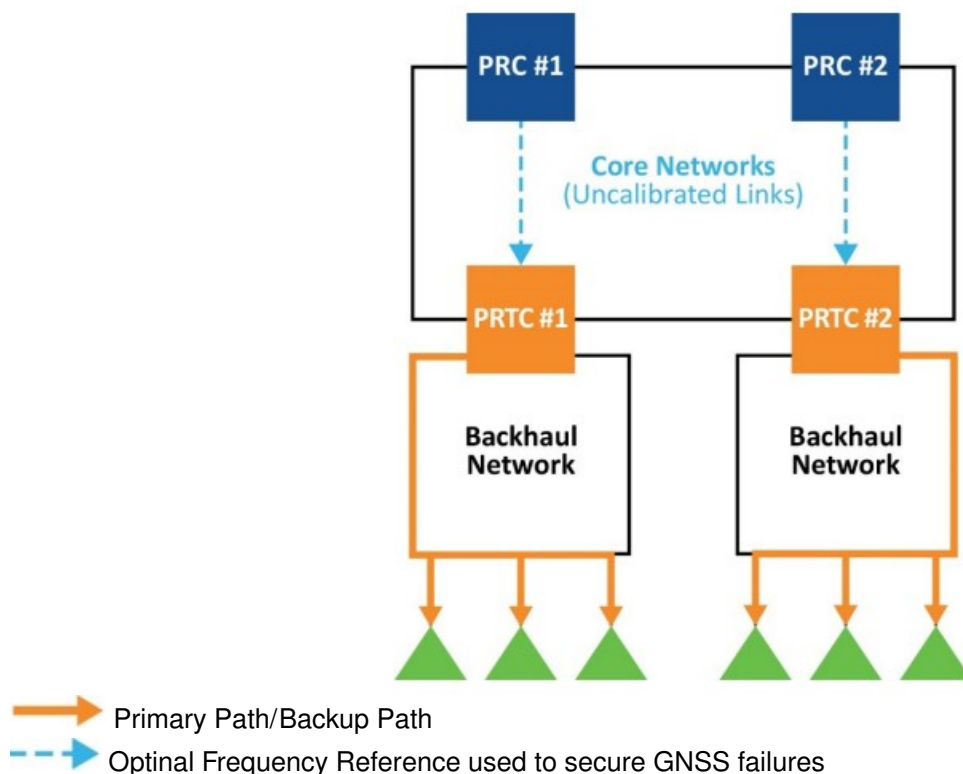 PRC #1
PRC #2
Core Networks
(Uncalibrated Links)
PRTC #1
PRTC #2
Backhaul
Network
Backhaul
Network
Primary Path/Backup Path
Optinal Frequency Reference used to secure GNSS failures